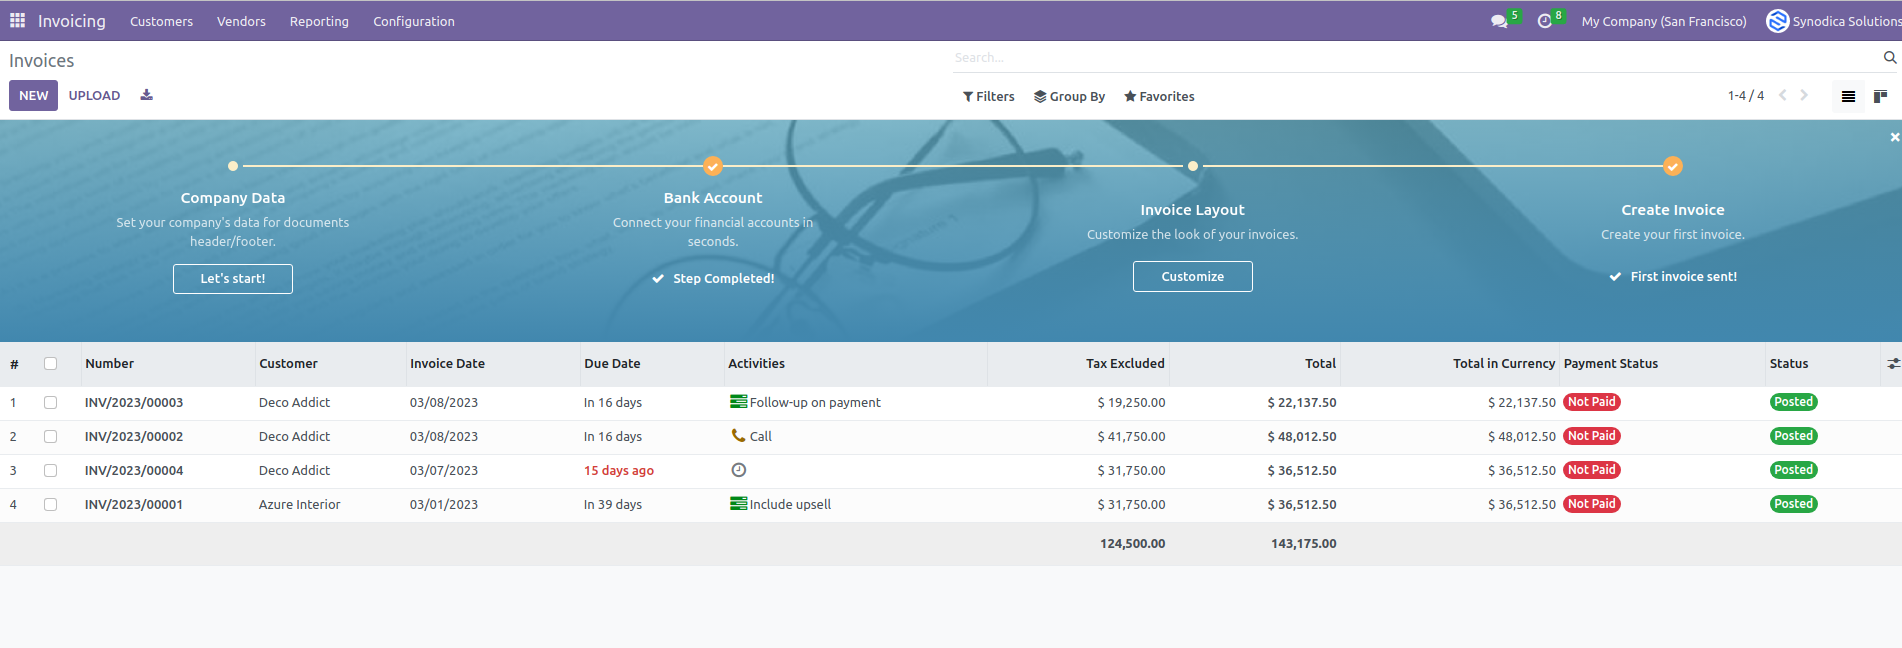 Invoicing Customers Vendors Reporting Configuration 5 8 My Company (San Francisco) Synodica Solutions
Invoices
Search...
NEW UPLOAD
Filters Group By Favorites 1-4 / 4
Company Data
Set your company's data for documents
header/footer.
Let's start!
Bank Account
Connect your financial accounts in
seconds.
Step Completed!
Invoice Layout
Customize the look of your invoices.
Customize
Create Invoice
Create your first invoice.
First invoice sent!
# Number Customer Invoice Date Due Date Activities Tax Excluded Total Total in Currency Payment Status Status
1 INV/2023/00003 Deco Addict 03/08/2023 In 16 days Follow-up on payment $ 19,250.00 $ 22,137.50 $ 22,137.50 Not Paid Posted
2 INV/2023/00002 Deco Addict 03/08/2023 In 16 days Call $ 41,750.00 $ 48,012.50 $ 48,012.50 Not Paid Posted
3 INV/2023/00004 Deco Addict 03/07/2023 15 days ago $ 31,750.00 $ 36,512.50 $ 36,512.50 Not Paid Posted
4 INV/2023/00001 Azure Interior 03/01/2023 In 39 days Include upsell $ 31,750.00 $ 36,512.50 $ 36,512.50 Not Paid Posted
124,500.00 143,175.00